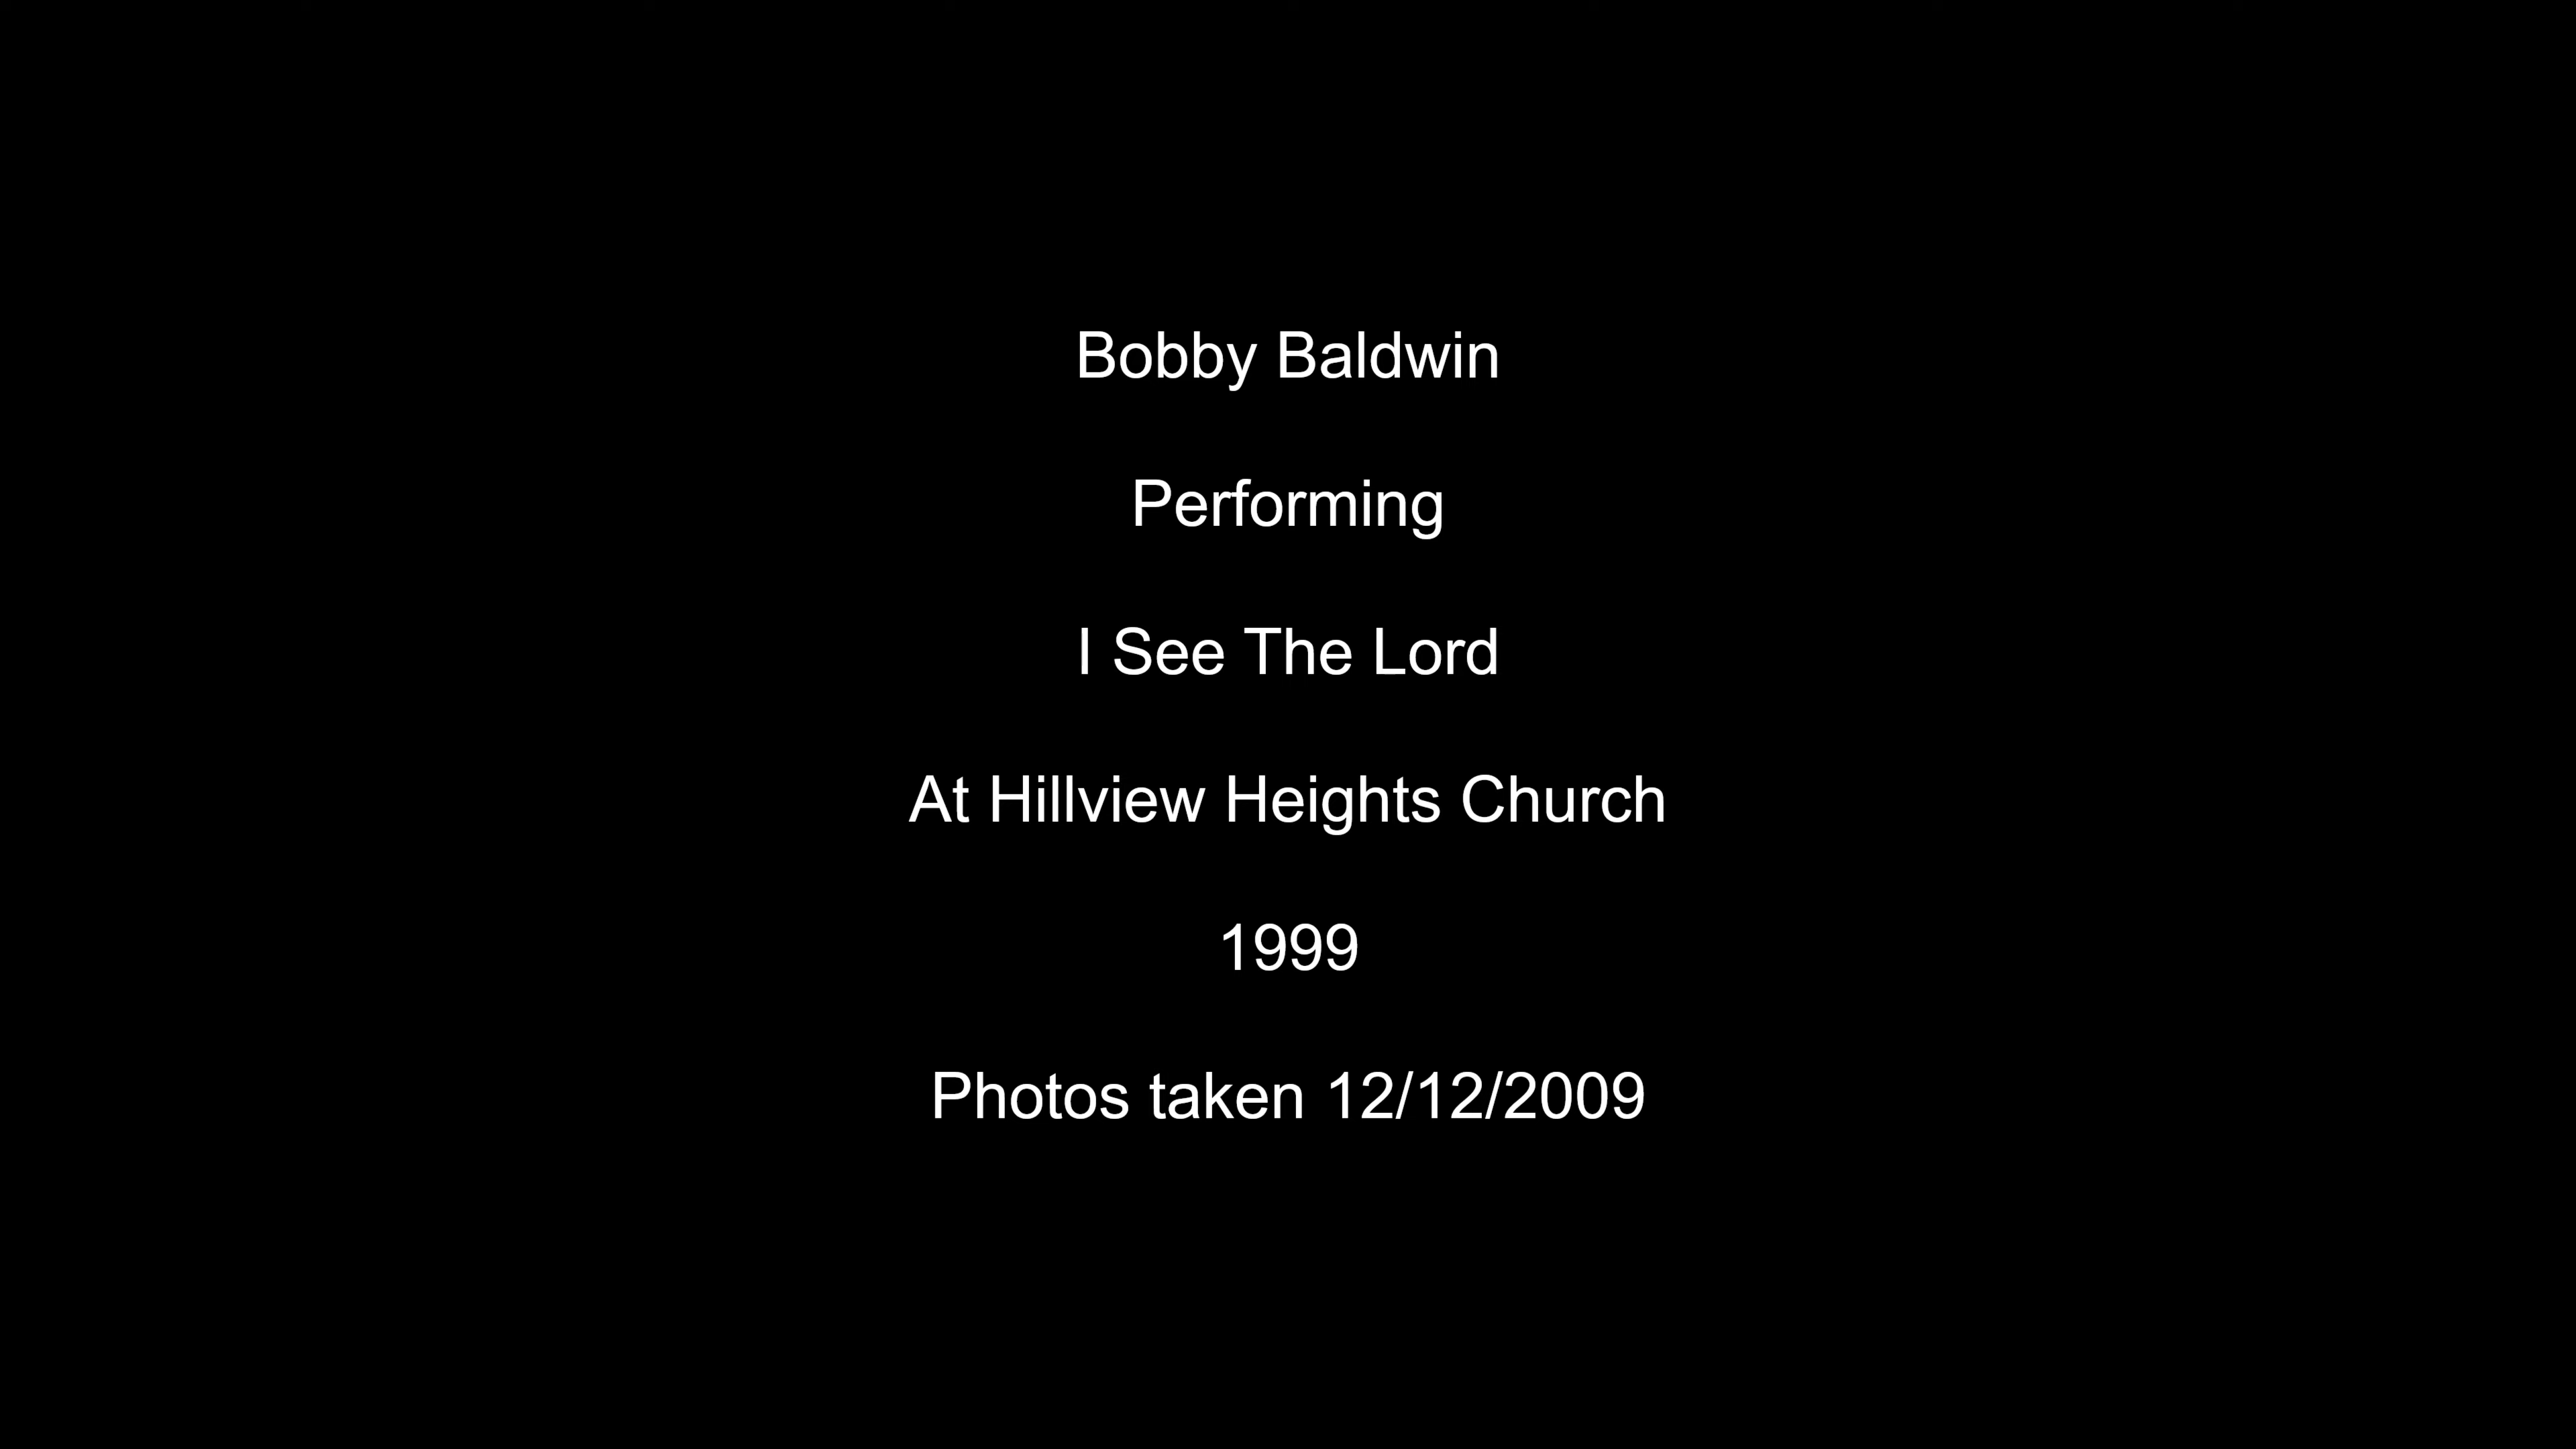 Bobby Baldwin
Performing
I See The Lord
At Hillview Heights Church
1999
Photos taken 12/12/2009